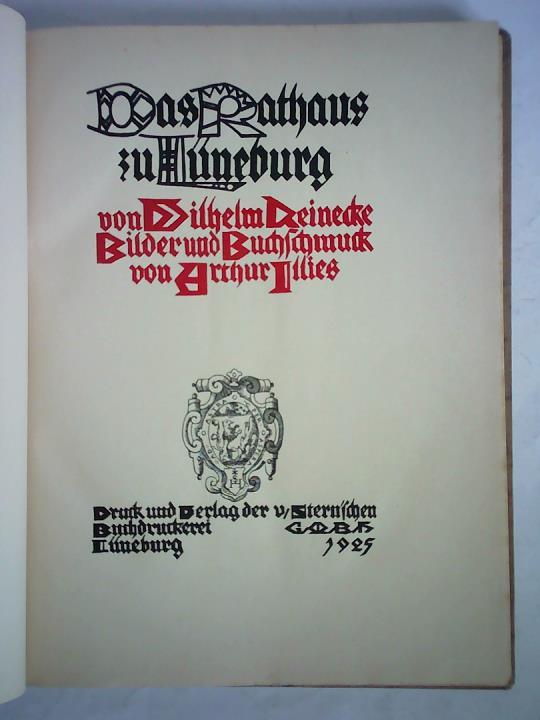 Das Rathaus
zu Lüneburg
von Wilhelm Reinecke
Bilder und Buchschmuck
von Arthur Illies
Druck und Verlag der v. Stern'schen
Buchdruckerei GMBH
Lüneburg 1925